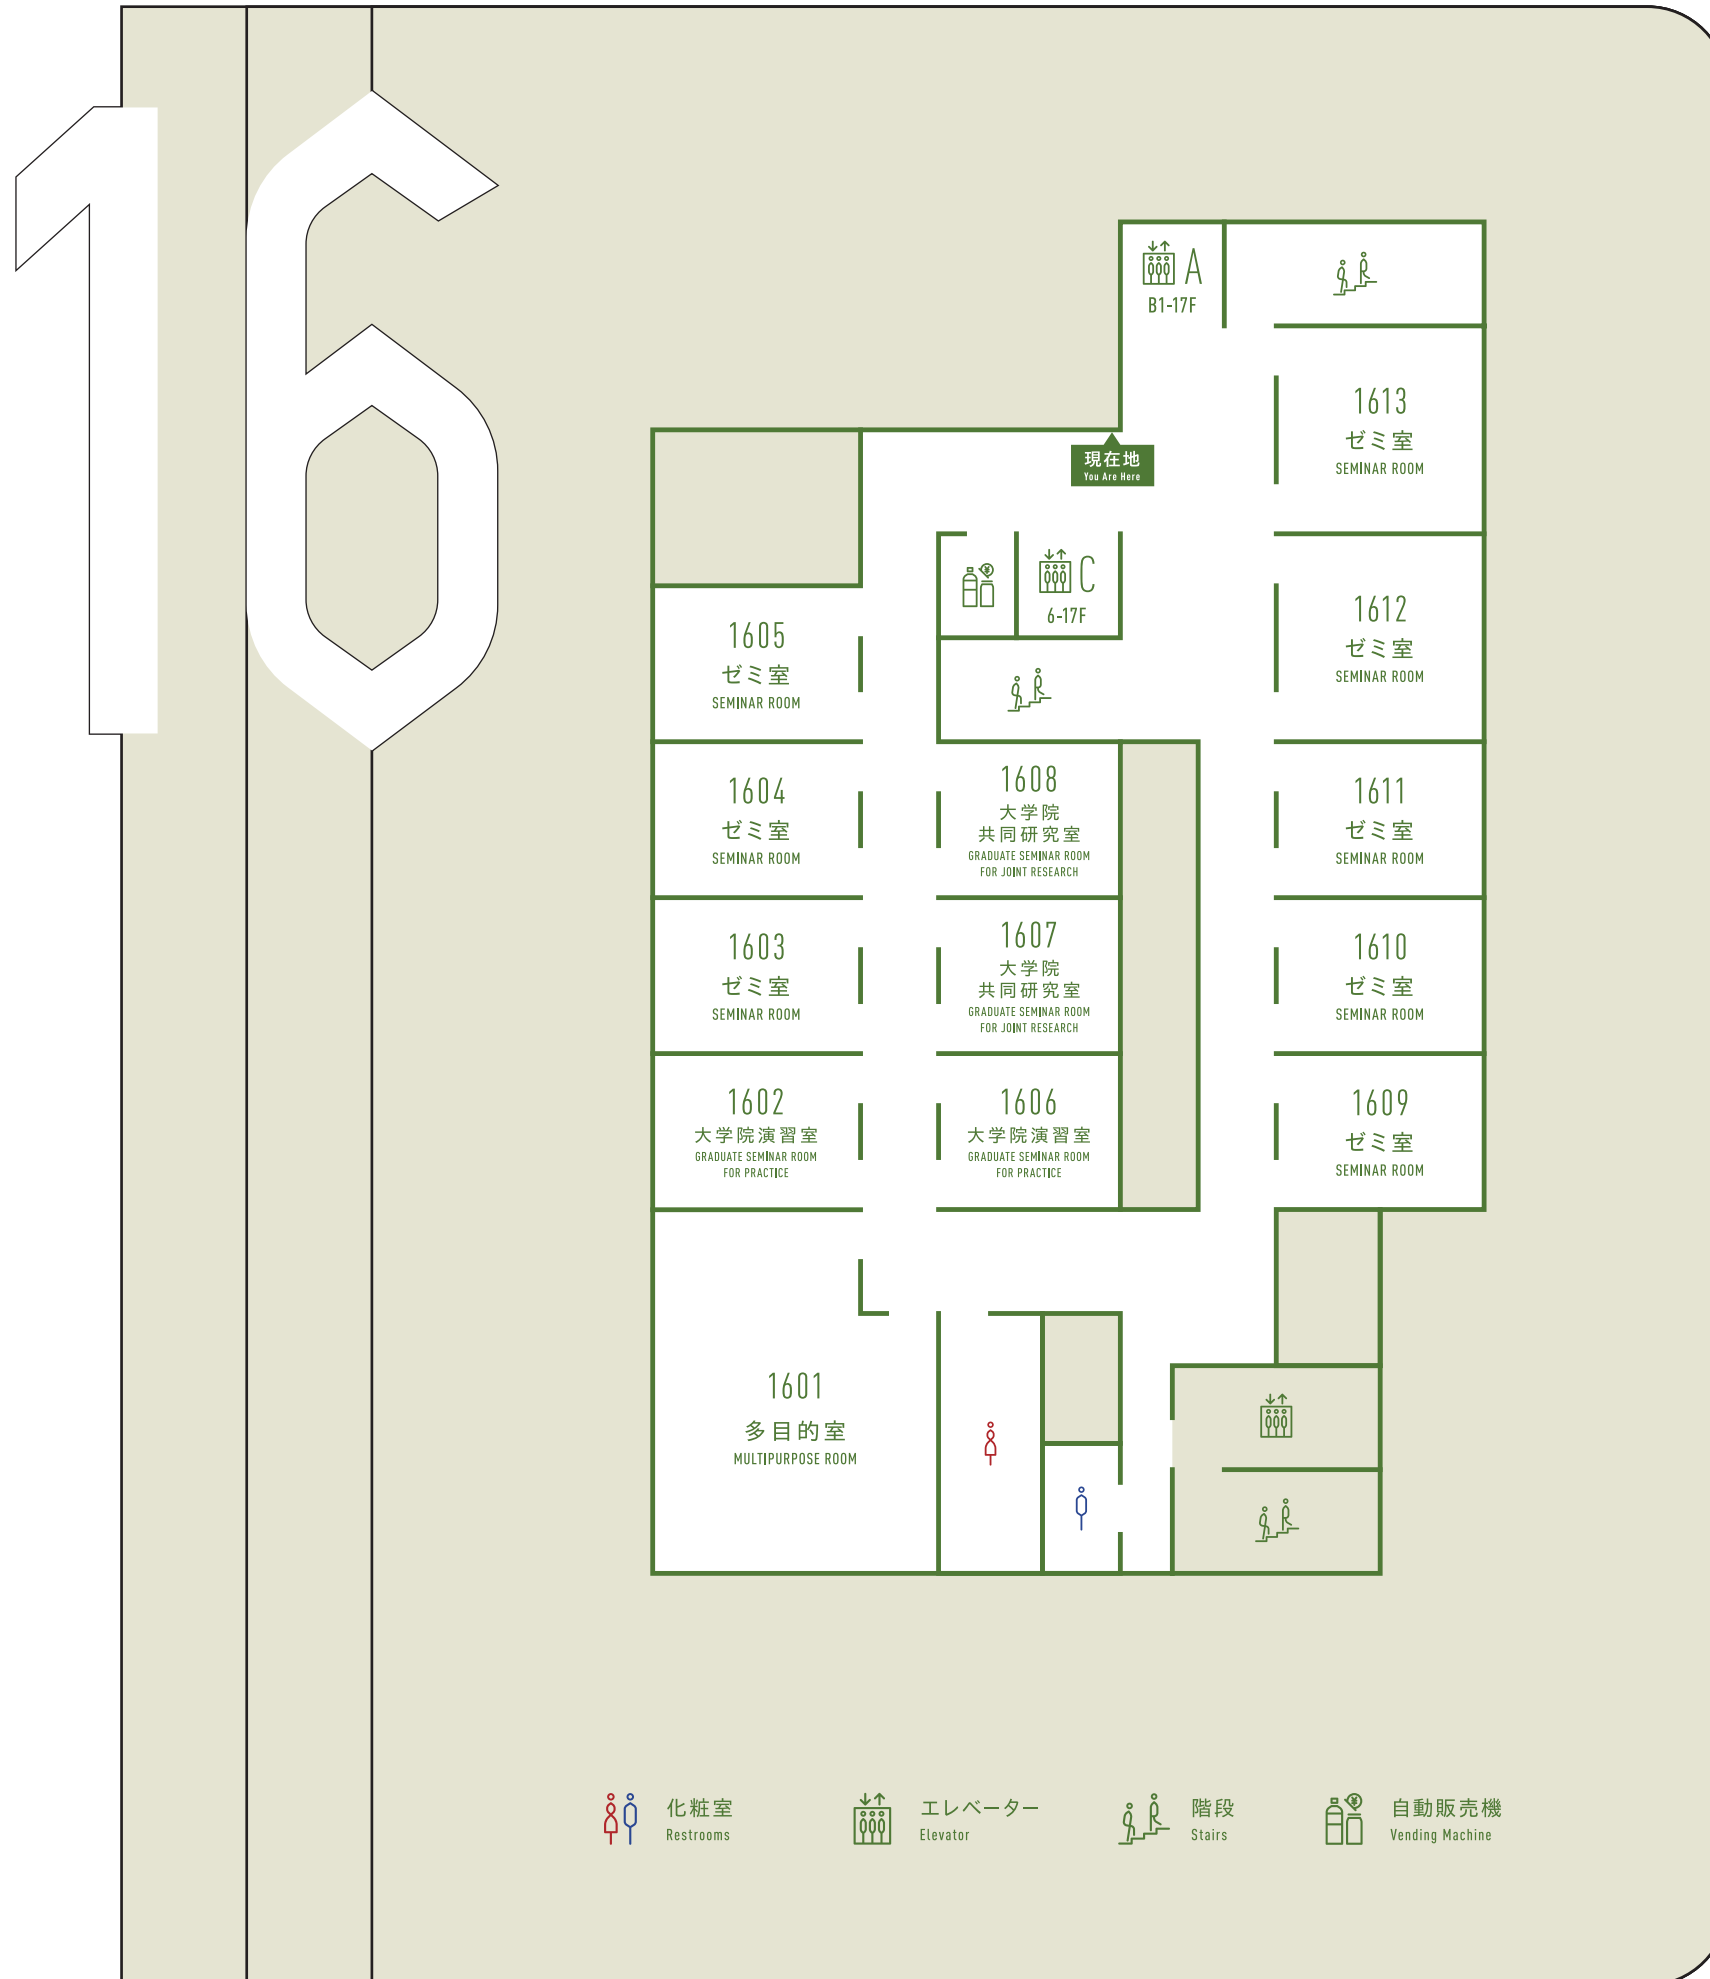 16
A
B1-17F
1613
ゼミ室
SEMINAR ROOM
現在地
You Are Here
C
6-17F
1612
ゼミ室
SEMINAR ROOM
1605
ゼミ室
SEMINAR ROOM
1604
ゼミ室
SEMINAR ROOM
1608
大学院
共同研究室
GRADUATE SEMINAR ROOM
FOR JOINT RESEARCH
1611
ゼミ室
SEMINAR ROOM
1603
ゼミ室
SEMINAR ROOM
1607
大学院
共同研究室
GRADUATE SEMINAR ROOM
FOR JOINT RESEARCH
1610
ゼミ室
SEMINAR ROOM
1602
大学院演習室
GRADUATE SEMINAR ROOM
FOR PRACTICE
1606
大学院演習室
GRADUATE SEMINAR ROOM
FOR PRACTICE
1609
ゼミ室
SEMINAR ROOM
1601
多目的室
MULTIPURPOSE ROOM
化粧室
Restrooms
エレベーター
Elevator
階段
Stairs
自動販売機
Vending Machine